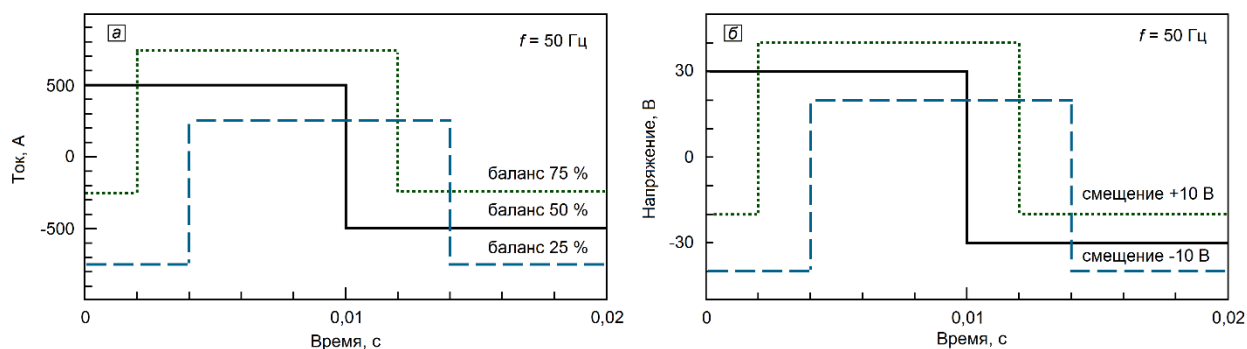 а
f = 50 Гц
500
0
-500
Ток, А
баланс 75 %
баланс 50 %
баланс 25 %
0
0,01
0,02
Время, с
б
f = 50 Гц
30
0
-30
Напряжение, В
смещение +10 В
смещение -10 В
0
0,01
0,02
Время, с